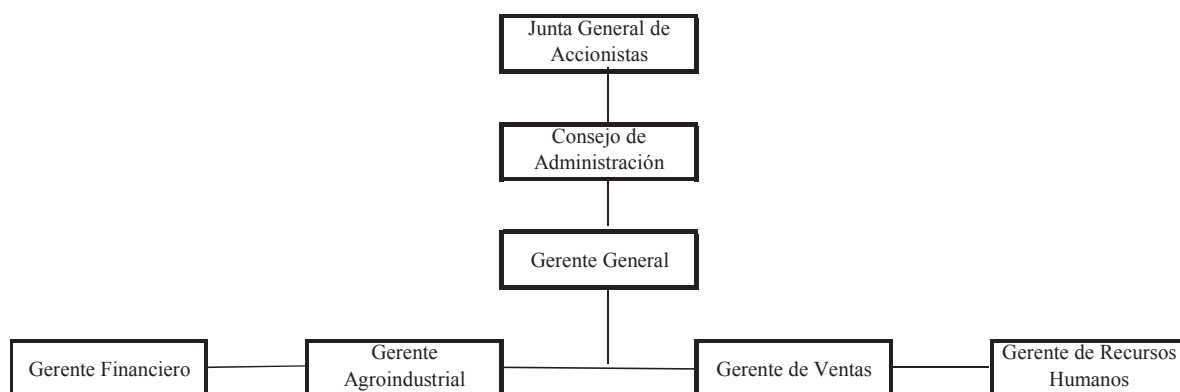 Junta General de
Accionistas
Consejo de
Administración
Gerente General
Gerente Financiero
Gerente
Agroindustrial
Gerente de Ventas
Gerente de Recursos
Humanos